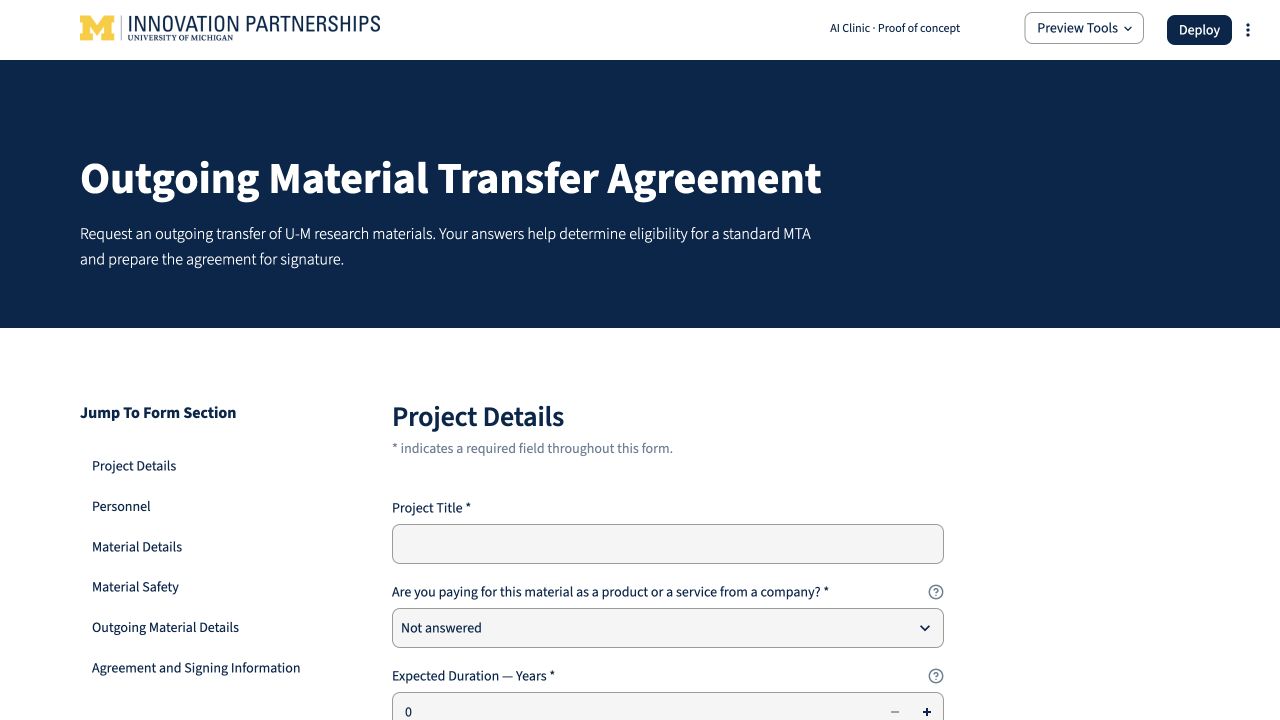 M INNOVATION PARTNERSHIPS
UNIVERSITY OF MICHIGAN
AI Clinic · Proof of concept
Preview Tools
Deploy
Outgoing Material Transfer Agreement
Request an outgoing transfer of U-M research materials. Your answers help determine eligibility for a standard MTA
and prepare the agreement for signature.
Jump To Form Section
Project Details
Personnel
Material Details
Material Safety
Outgoing Material Details
Agreement and Signing Information
Project Details
* indicates a required field throughout this form.
Project Title *
Are you paying for this material as a product or a service from a company? *
Not answered
Expected Duration — Years *
0